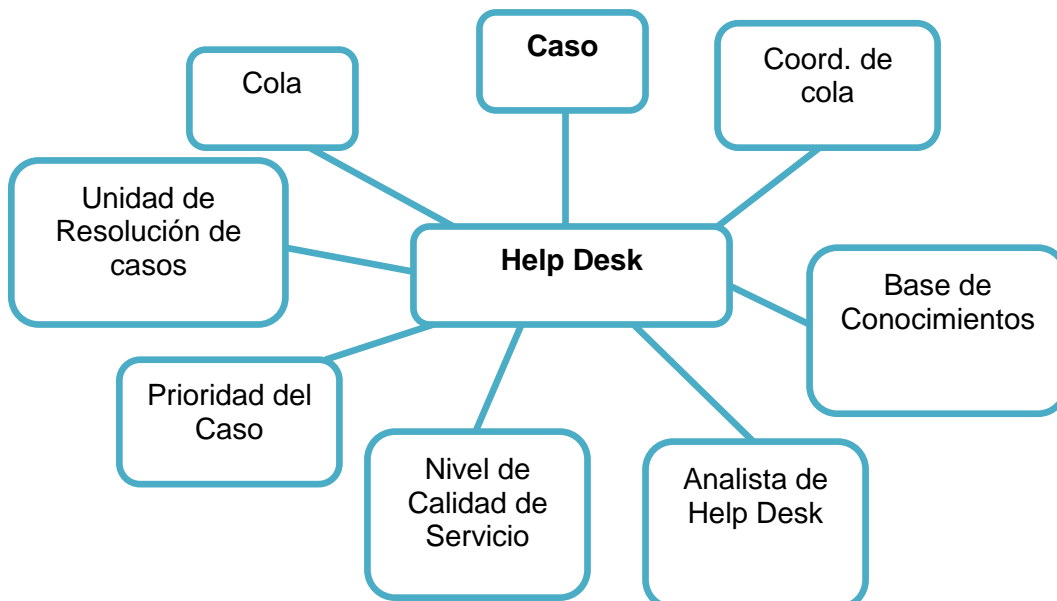 Caso
Cola
Coord. de
cola
Unidad de
Resolución de
casos
Help Desk
Base de
Conocimientos
Prioridad del
Caso
Nivel de
Calidad de
Servicio
Analista de
Help Desk